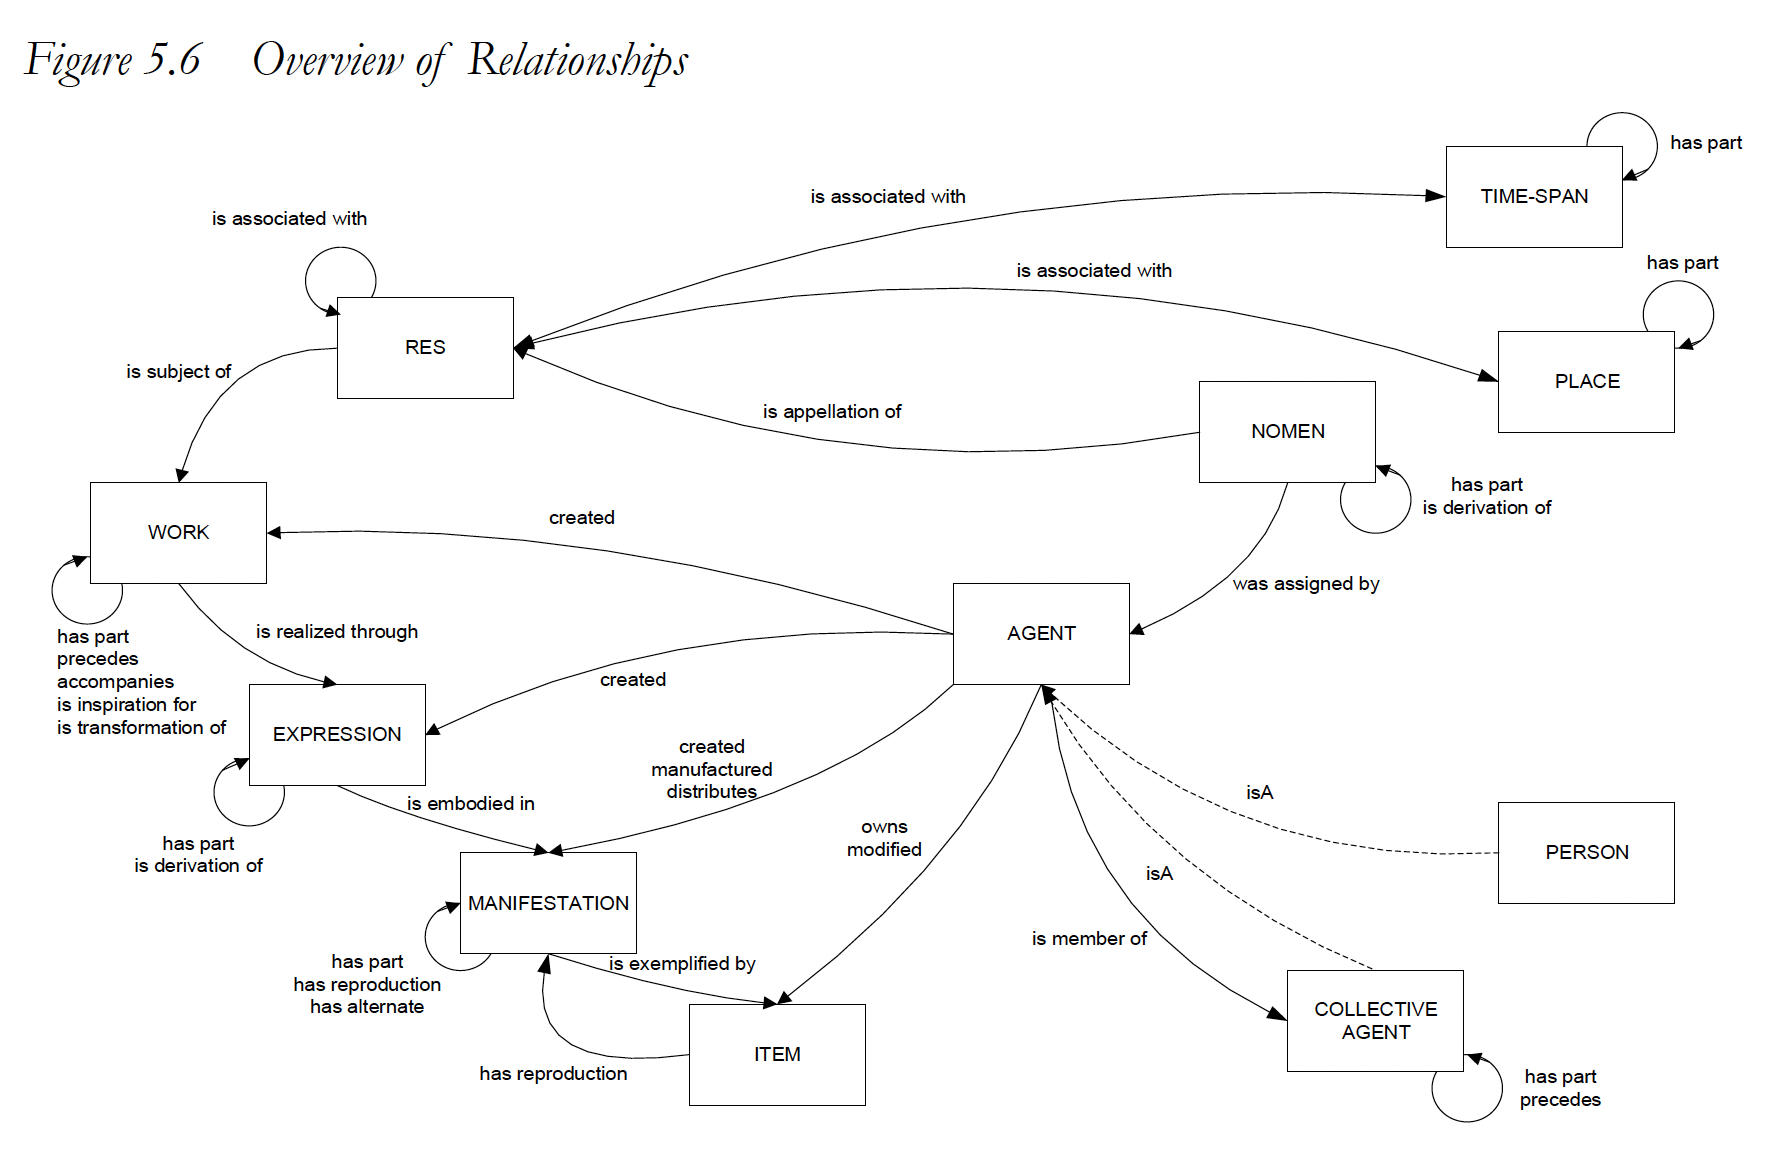 Figure 5.6 Overview of Relationships
has part
TIME-SPAN
is associated with
is associated with
has part
is associated with
RES
PLACE
is subject of
is appellation of
NOMEN
has part
is derivation of
WORK
created
was assigned by
AGENT
is realized through
has part
precedes
accompanies
is inspiration for
is transformation of
created
EXPRESSION
created
manufactured
distributes
isA
is embodied in
owns
modified
has part
is derivation of
PERSON
isA
MANIFESTATION
is member of
has part
has reproduction
has alternate
is exemplified by
COLLECTIVE
AGENT
ITEM
has reproduction
has part
precedes